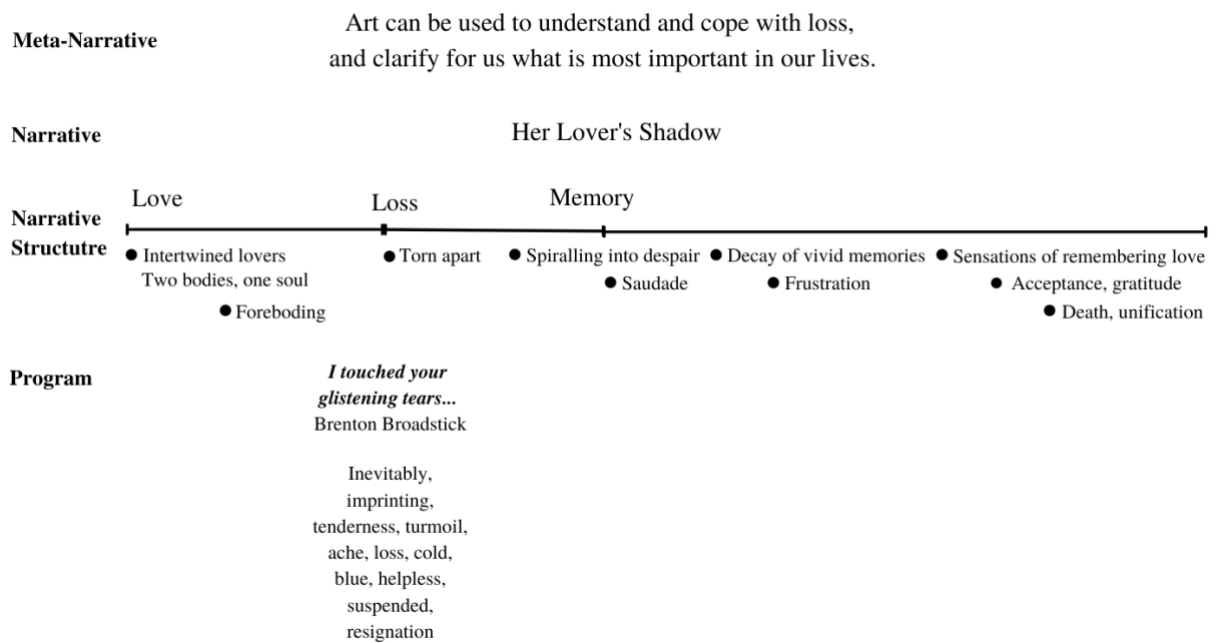 Meta-Narrative
Art can be used to understand and cope with loss,
and clarify for us what is most important in our lives.
Narrative
Her Lover's Shadow
Narrative
Structutre
Love
Loss
Memory
● Intertwined lovers
Two bodies, one soul
● Foreboding
● Torn apart
● Spiralling into despair
● Saudade
● Decay of vivid memories
● Frustration
● Sensations of remembering love
● Acceptance, gratitude
● Death, unification
Program
I touched your
glistening tears...
Brenton Broadstick
Inevitably,
imprinting,
tenderness, turmoil,
ache, loss, cold,
blue, helpless,
suspended,
resignation